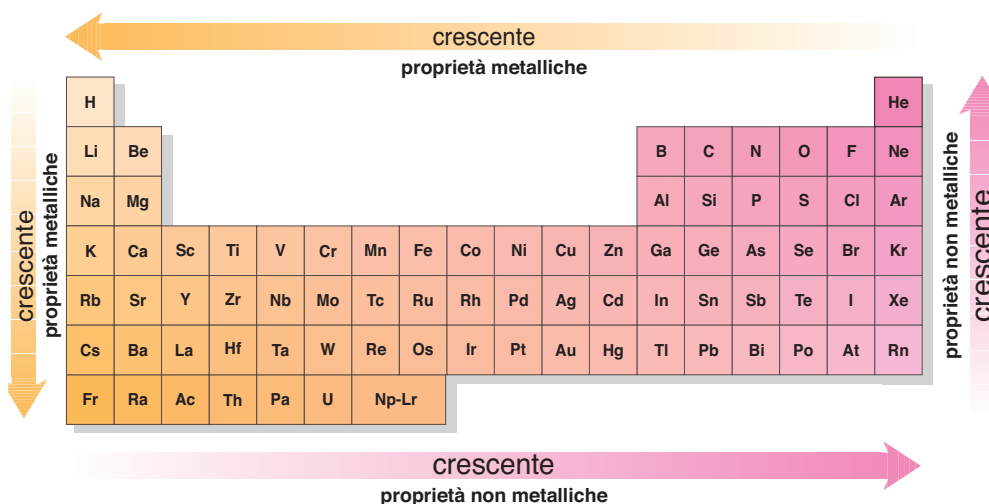 crescente
proprietà metalliche
H He
Li Be B C N O F Ne
Na Mg Al Si P S Cl Ar
K Ca Sc Ti V Cr Mn Fe Co Ni Cu Zn Ga Ge As Se Br Kr
Rb Sr Y Zr Nb Mo Tc Ru Rh Pd Ag Cd In Sn Sb Te I Xe
Cs Ba La Hf Ta W Re Os Ir Pt Au Hg Tl Pb Bi Po At Rn
Fr Ra Ac Th Pa U Np-Lr
crescente
proprietà metalliche
proprietà non metalliche
crescente
crescente
proprietà non metalliche